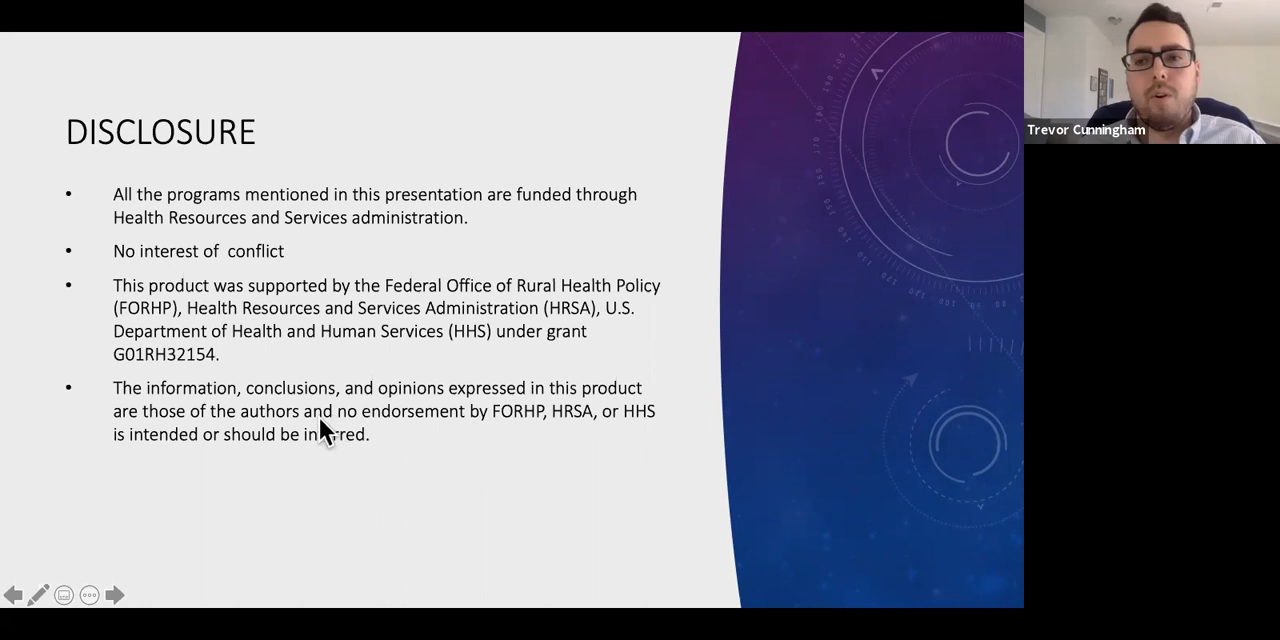 DISCLOSURE
• All the programs mentioned in this presentation are funded through
Health Resources and Services administration.
• No interest of  conflict
• This product was supported by the Federal Office of Rural Health Policy
(FORHP), Health Resources and Services Administration (HRSA), U.S.
Department of Health and Human Services (HHS) under grant
G01RH32154.
• The information, conclusions, and opinions expressed in this product
are those of the authors and no endorsement by FORHP, HRSA, or HHS
is intended or should be
Trevor Cunningham